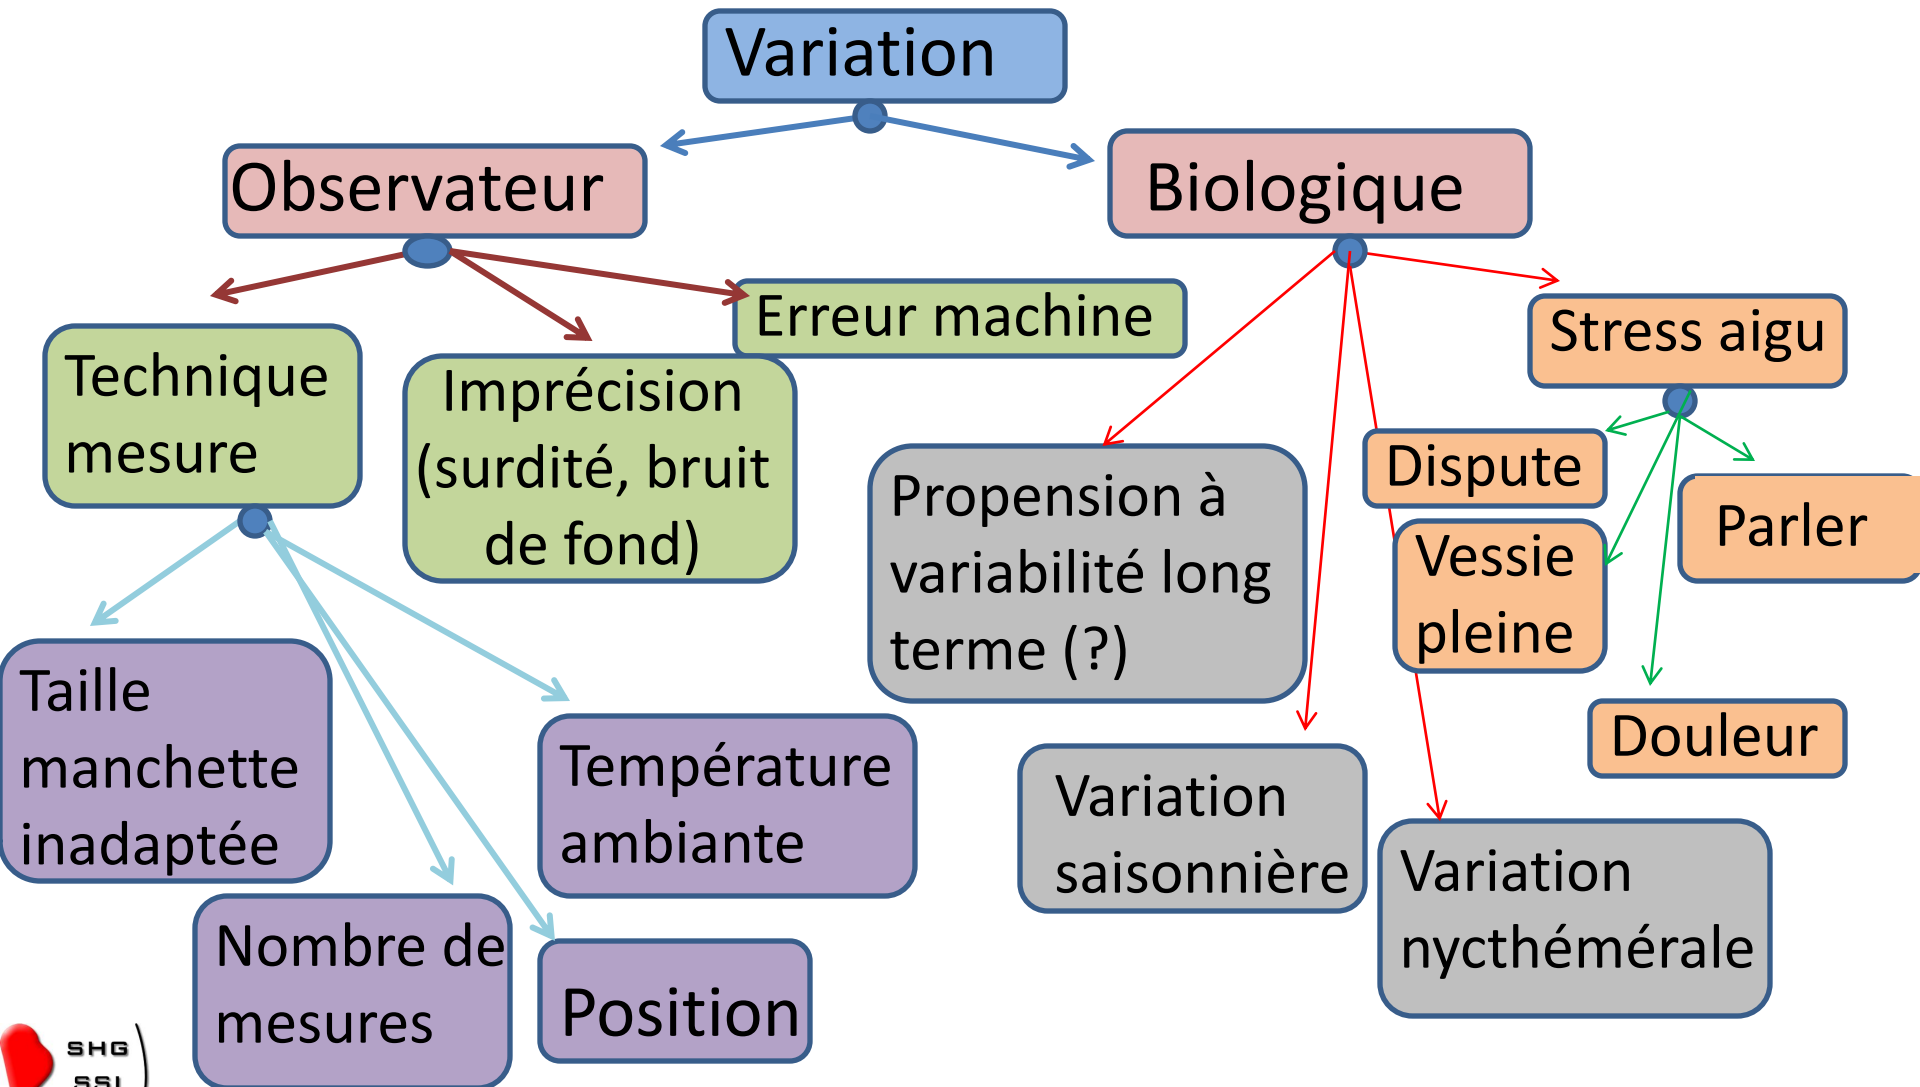 Variation
Observateur
Biologique
Erreur machine
Stress aigu
Technique
mesure
Imprécision
(surdité, bruit
de fond)
Propension à
variabilité long
terme (?)
Dispute
Parler
Vessie
pleine
Douleur
Taille
manchette
inadaptée
Température
ambiante
Variation
saisonnière
Variation
nycthémérale
Nombre de
mesures
Position
SHG